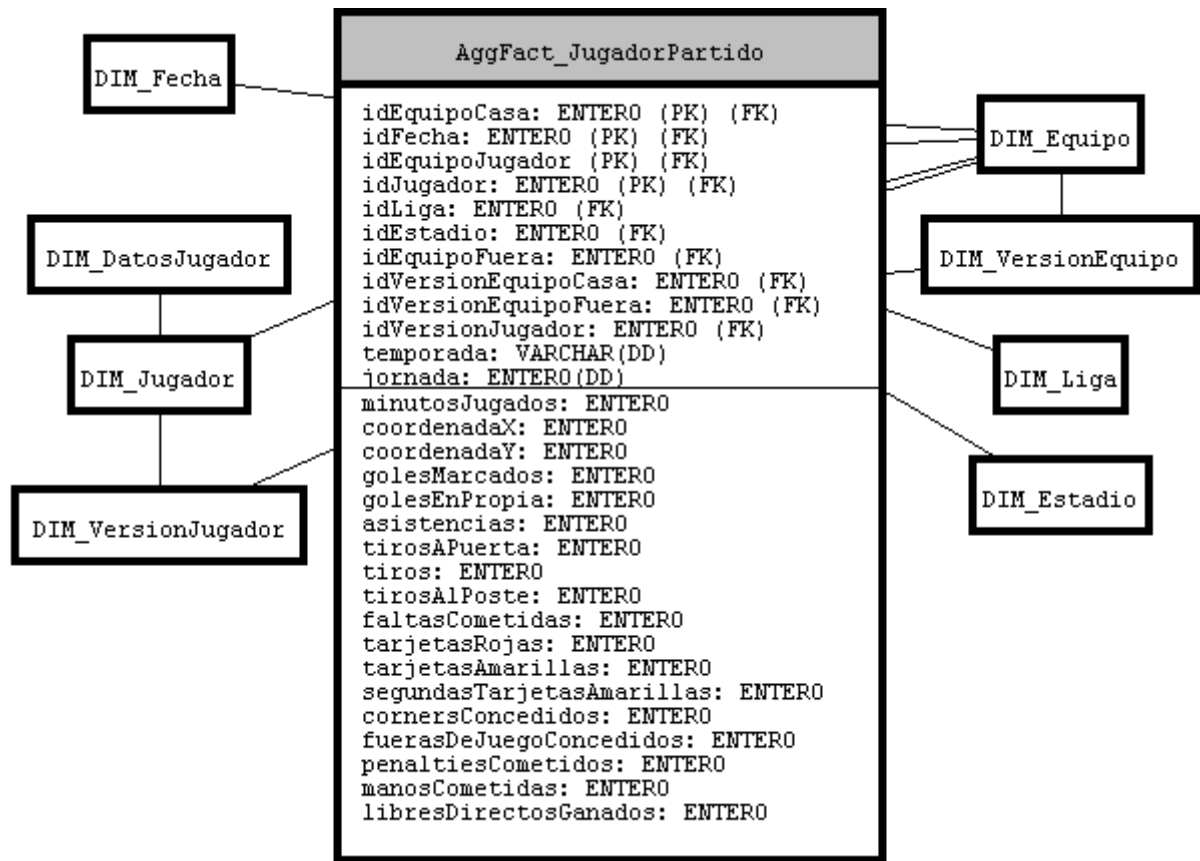 AggFact_JugadorPartido
DIM_Fecha
DIM_DatosJugador
DIM_Jugador
DIM_VersionJugador
idEquipoCasa: ENTERO (PK) (FK)
idFecha: ENTERO (PK) (FK)
idEquipoJugador (PK) (FK)
idJugador: ENTERO (PK) (FK)
idLiga: ENTERO (FK)
idEstadio: ENTERO (FK)
idEquipoFuera: ENTERO (FK)
idVersionEquipoCasa: ENTERO (FK)
idVersionEquipoFuera: ENTERO (FK)
idVersionJugador: ENTERO (FK)
temporada: VARCHAR(DD)
jornada: ENTERO(DD)
minutosJugados: ENTERO
coordenadaX: ENTERO
coordenadaY: ENTERO
golesMarcados: ENTERO
golesEnPropia: ENTERO
asistencias: ENTERO
tirosAPuerta: ENTERO
tiros: ENTERO
tirosAlPoste: ENTERO
faltasCometidas: ENTERO
tarjetasRojas: ENTERO
tarjetasAmarillas: ENTERO
segundasTarjetasAmarillas: ENTERO
cornersConcedidos: ENTERO
fuerasDeJuegoConcedidos: ENTERO
penaltiesCometidos: ENTERO
manosCometidas: ENTERO
libresDirectosGanados: ENTERO
DIM_Equipo
DIM_VersionEquipo
DIM_Liga
DIM_Estadio